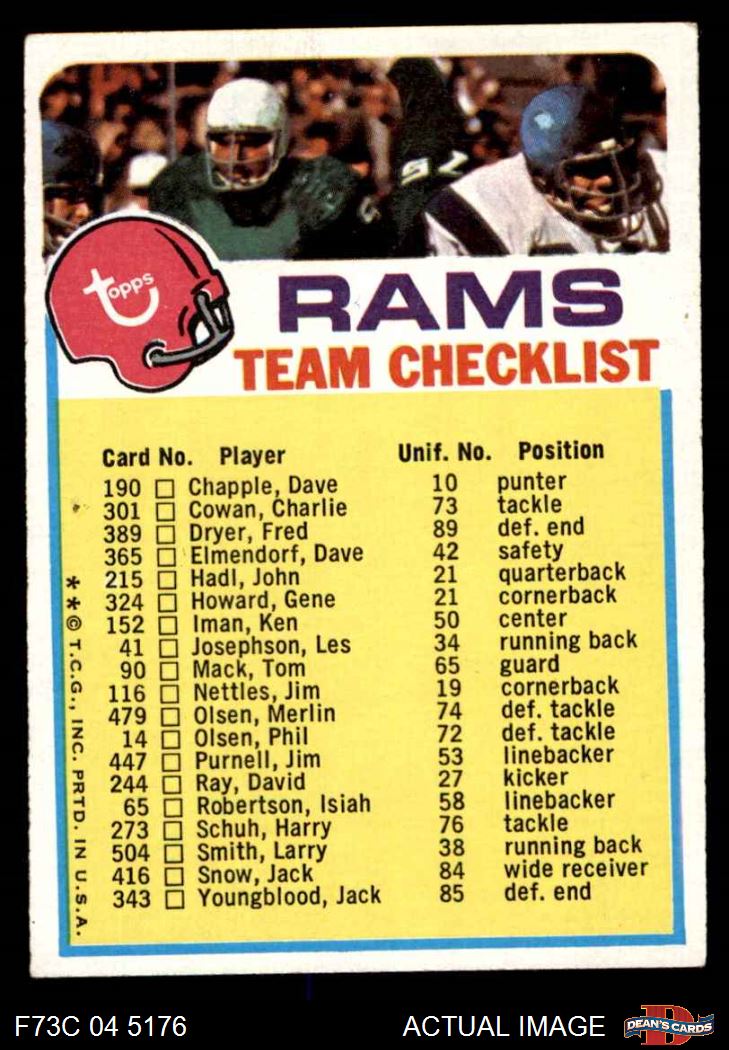 75
topps
RAMS
TEAM CHECKLIST
Card No. Player Unif. No. Position
190 Chapple, Dave 10 punter
301 Cowan, Charlie 73 tackle
389 Dryer, Fred 89 def. end
365 Elmendorf, Dave 42 safety
215 Hadl, John 21 quarterback
324 Howard, Gene 21 cornerback
152 Iman, Ken 50 center
41 Josephson, Les 34 running back
90 Mack, Tom 65 guard
116 Nettles, Jim 19 cornerback
479 Olsen, Merlin 74 def. tackle
14 Olsen, Phil 72 def. tackle
447 Purnell, Jim 53 linebacker
244 Ray, David 27 kicker
65 Robertson, Isiah 58 linebacker
273 Schuh, Harry 76 tackle
504 Smith, Larry 38 running back
416 Snow, Jack 84 wide receiver
343 Youngblood, Jack 85 def. end
**© T.C.G., INC. PRTD. IN U.S.A.
F73C 04 5176 ACTUAL IMAGE
D
DEAN'S CARDS